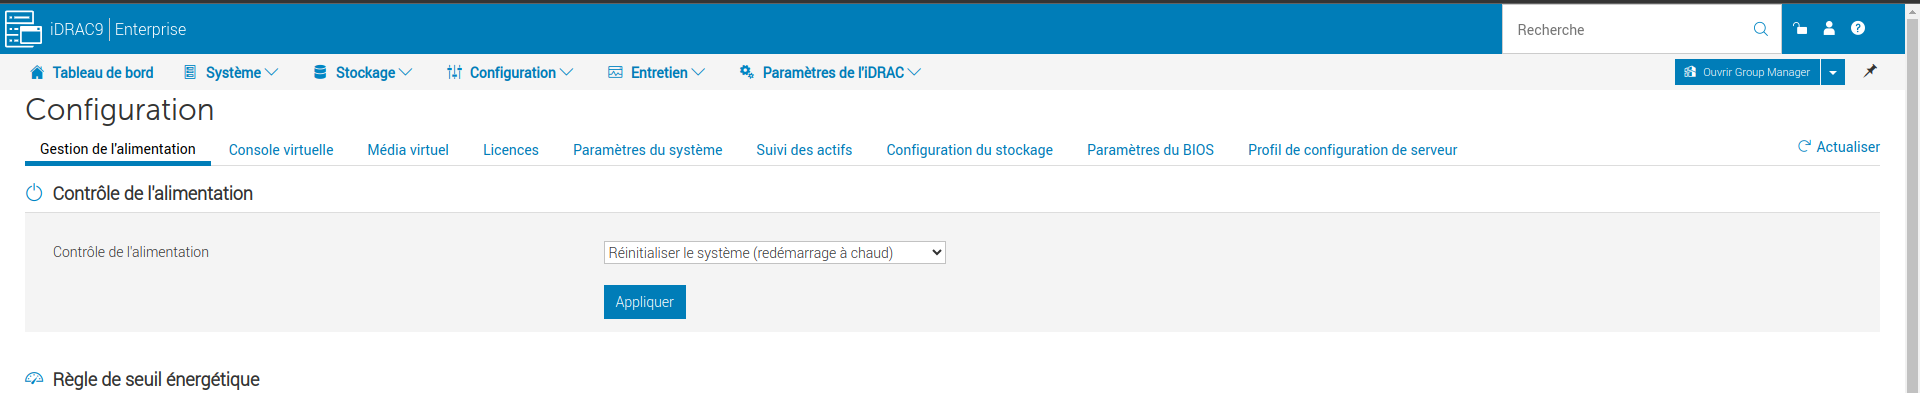 iDRAC9 | Enterprise
Recherche
Tableau de bord Système Stockage Configuration Entretien Paramètres de l'iDRAC Ouvrir Group Manager
Configuration
Gestion de l'alimentation Console virtuelle Média virtuel Licences Paramètres du système Suivi des actifs Configuration du stockage Paramètres du BIOS Profil de configuration de serveur Actualiser
Contrôle de l'alimentation
Contrôle de l'alimentation Réinitialiser le système (redémarrage à chaud)
Appliquer
Règle de seuil énergétique